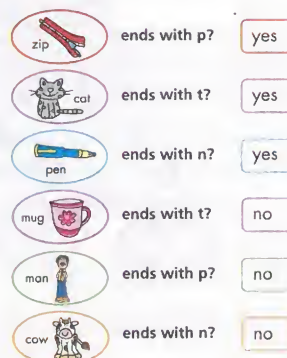 zip ends with p? yes
cat ends with t? yes
pen ends with n? yes
mug ends with t? no
man ends with p? no
cow ends with n? no